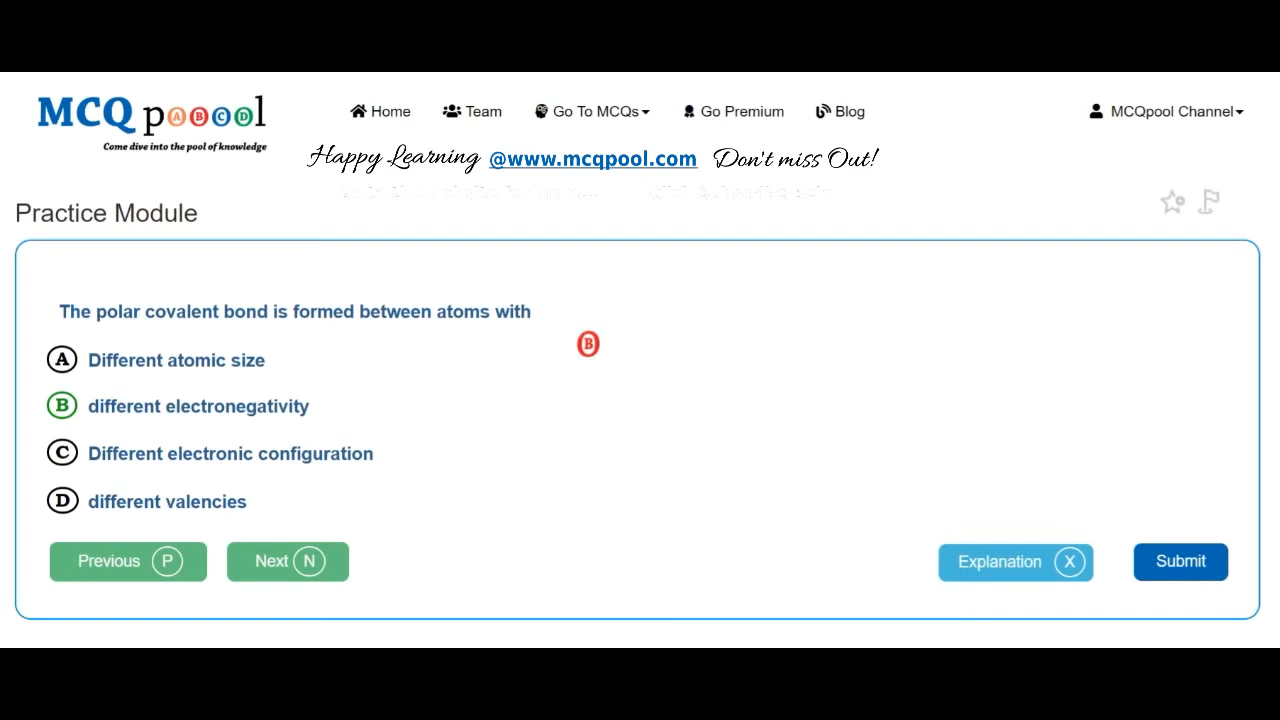 MCQ pABCDl
Come dive into the pool of knowledge
Home Team Go To MCQs Go Premium Blog MCQpool Channel
Happy Learning @www.mcqpool.com Don't miss Out!
Practice Module
The polar covalent bond is formed between atoms with
B
A Different atomic size
B different electronegativity
C Different electronic configuration
D different valencies
Previous P Next N Explanation X Submit